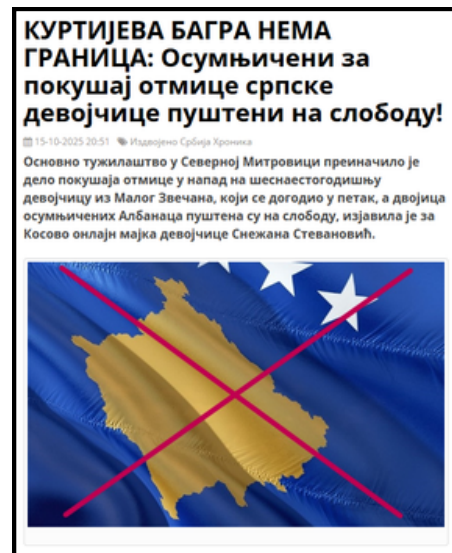 КУРТИЈЕВА БАГРА НЕМА
ГРАНИЦА: Осумњичени за
покушај отмице српске
девојчице пуштени на слободу!
15-10-2025 20:51 Издвојено Србија Хроника
Основно тужилаштво у Северној Митровици преиначило је
дело покушаја отмице у напад на шеснаестогодишњу
девојчицу из Малог Звечана, који се догодио у петак, а двојица
осумњичених Албанаца пуштена су на слободу, изјавила је за
Косово онлајн мајка девојчице Снежана Стевановић.